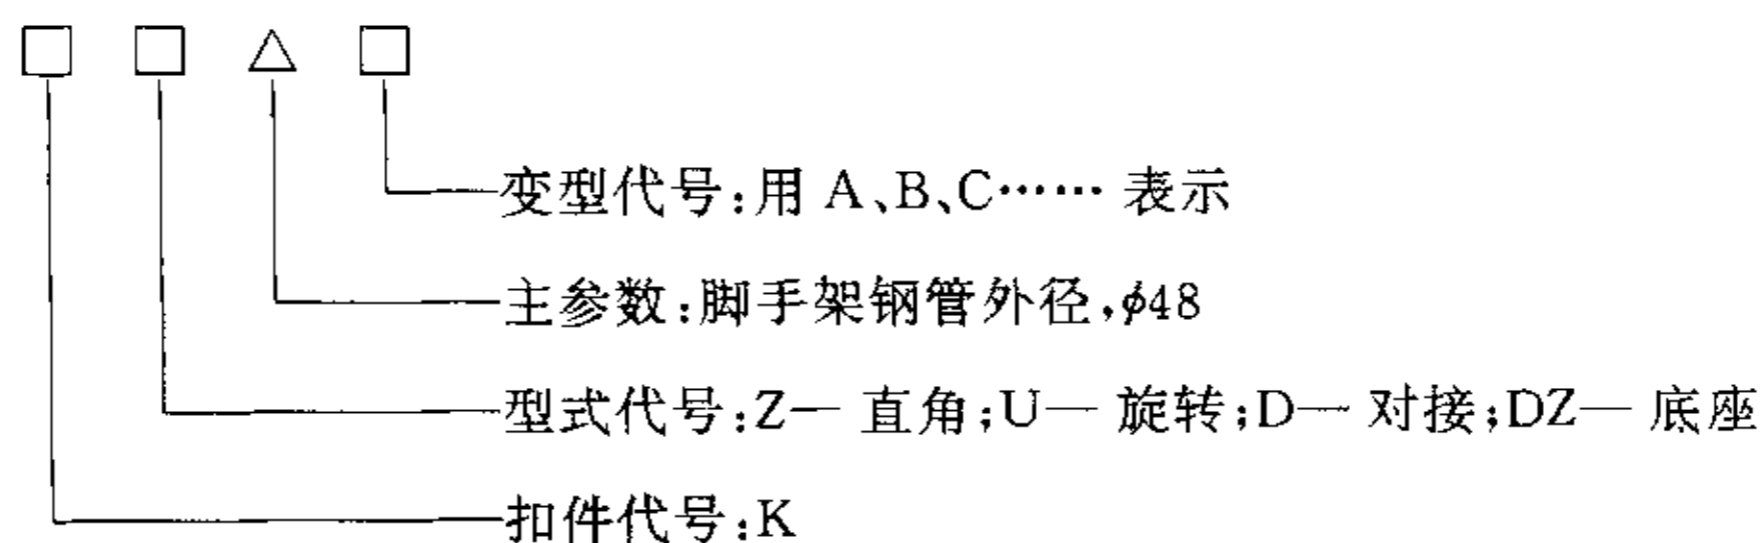 □ □ △ □
变型代号:用 A、B、C…… 表示
主参数:脚手架钢管外径,ϕ48
型式代号:Z— 直角;U— 旋转;D— 对接;DZ— 底座
扣件代号:K